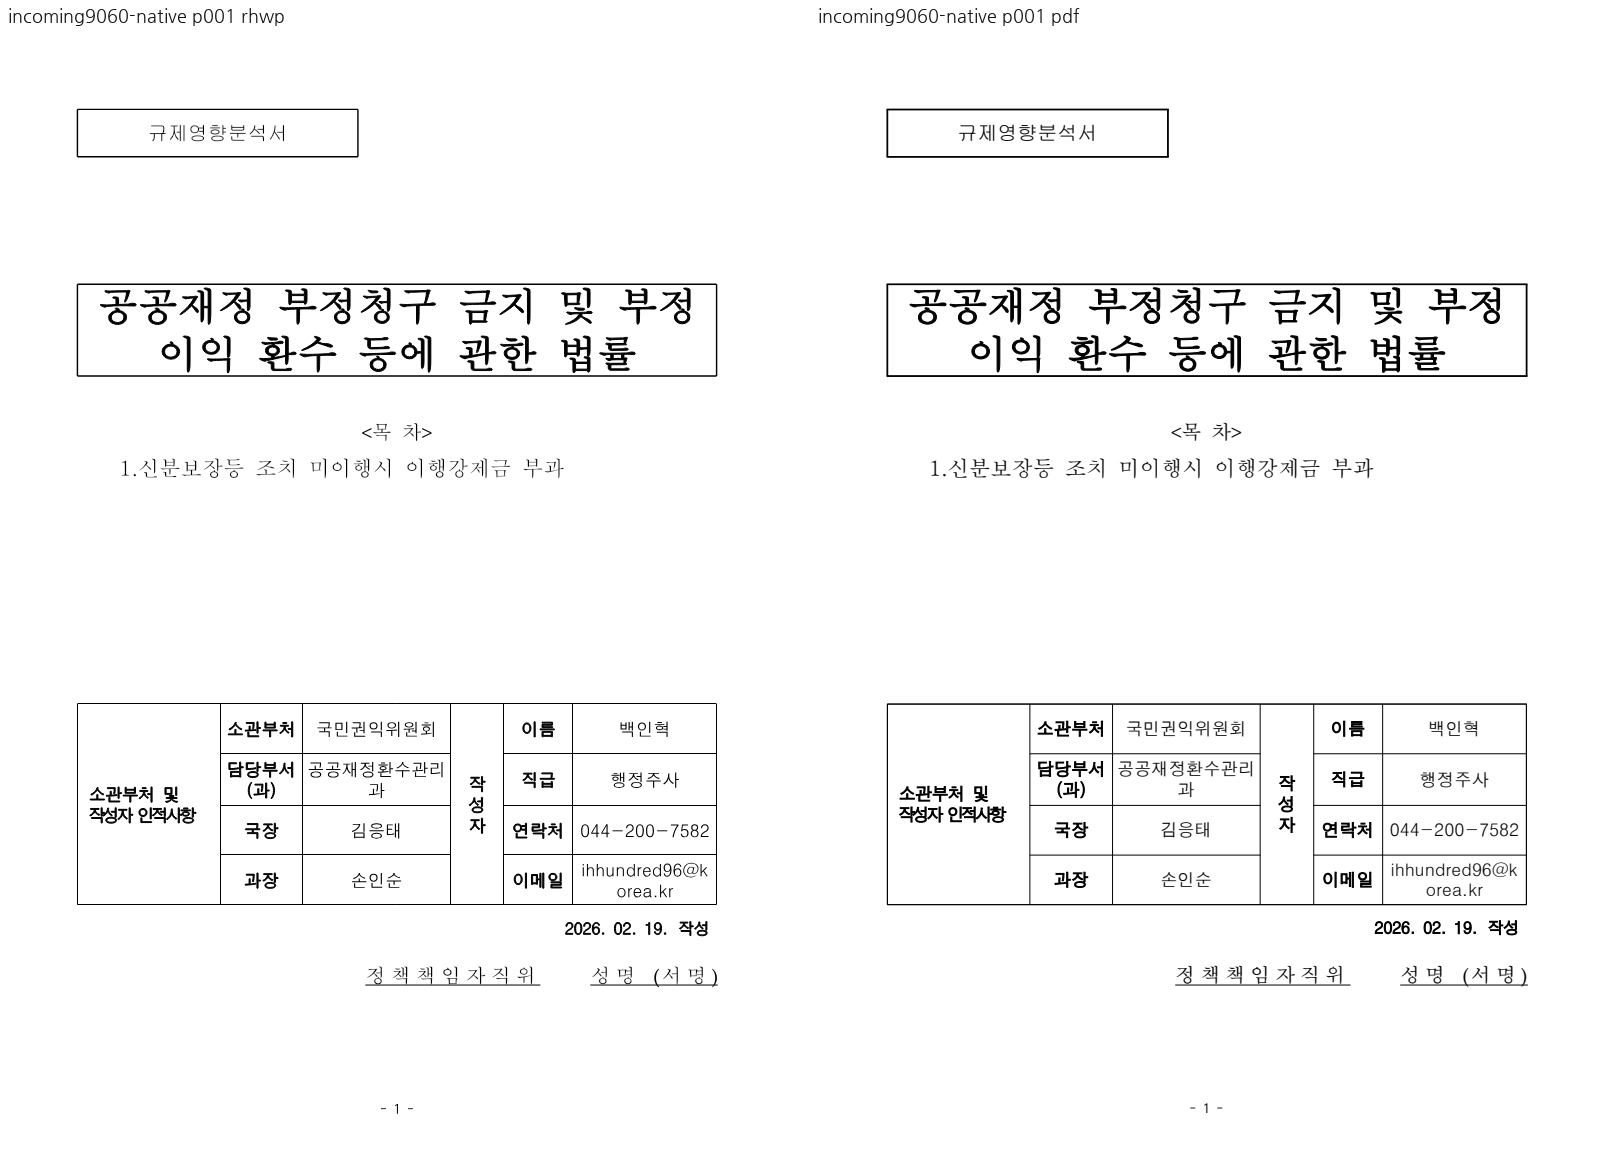 incoming9060-native p001 rhwp
규제영향분석서
공공재정 부정청구 금지 및 부정
이익 환수 등에 관한 법률
<목 차>
1.신분보장등 조치 미이행시 이행강제금 부과
소관부처 및
작성자 인적사항
소관부처
국민권익위원회
담당부서
(과)
공공재정환수관리
과
국장
김응태
과장
손인순
작
성
자
이름
백인혁
직급
행정주사
연락처
044-200-7582
이메일
ihhundred96@k
orea.kr
2026. 02. 19. 작성
정책책임자직위 성명 (서명)
- 1 -
incoming9060-native p001 pdf
규제영향분석서
공공재정 부정청구 금지 및 부정
이익 환수 등에 관한 법률
<목 차>
1.신분보장등 조치 미이행시 이행강제금 부과
소관부처 및
작성자 인적사항
소관부처
국민권익위원회
담당부서
(과)
공공재정환수관리
과
국장
김응태
과장
손인순
작
성
자
이름
백인혁
직급
행정주사
연락처
044-200-7582
이메일
ihhundred96@k
orea.kr
2026. 02. 19. 작성
정책책임자직위 성명 (서명)
- 1 -